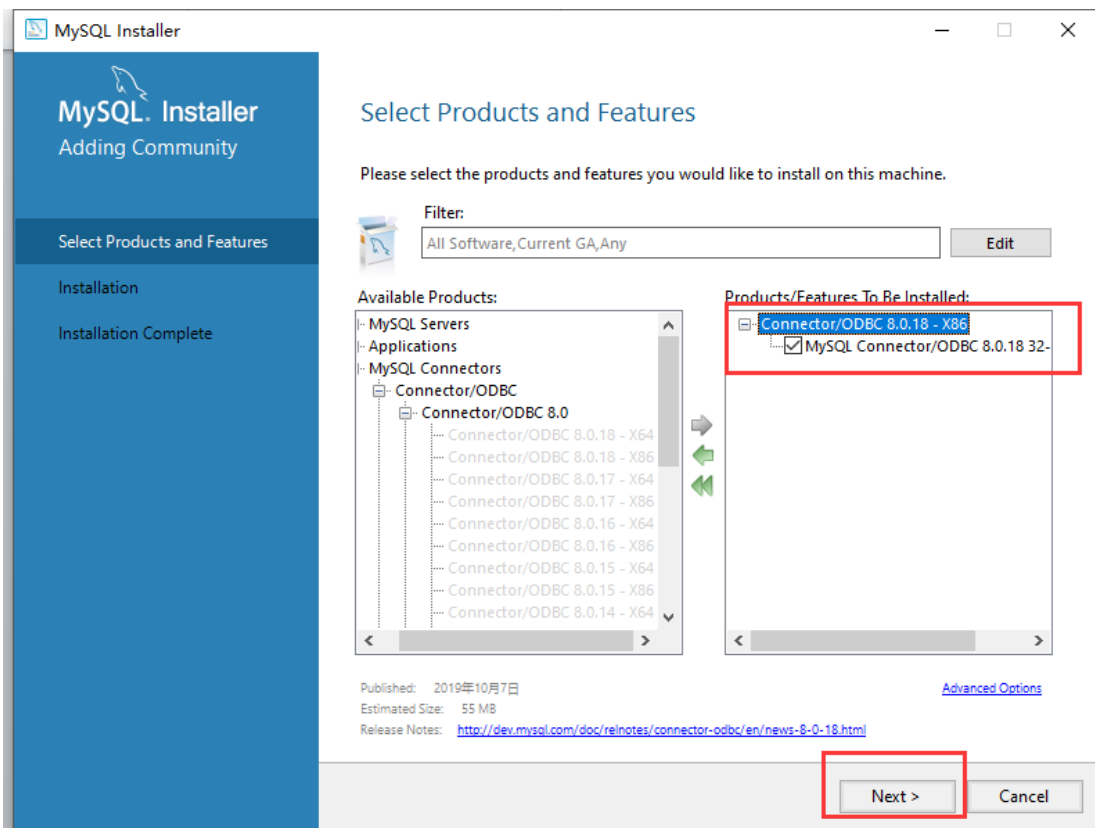 MySQL Installer
MySQL. Installer
Adding Community
Select Products and Features
Installation
Installation Complete
Select Products and Features
Please select the products and features you would like to install on this machine.
Filter:
All Software,Current GA,Any
Edit
Available Products:
MySQL Servers
Applications
MySQL Connectors
Connector/ODBC
Connector/ODBC 8.0
Connector/ODBC 8.0.18 - X64
Connector/ODBC 8.0.18 - X86
Connector/ODBC 8.0.17 - X64
Connector/ODBC 8.0.17 - X86
Connector/ODBC 8.0.16 - X64
Connector/ODBC 8.0.16 - X86
Connector/ODBC 8.0.15 - X64
Connector/ODBC 8.0.15 - X86
Connector/ODBC 8.0.14 - X64
Products/Features To Be Installed:
Connector/ODBC 8.0.18 - X86
MySQL Connector/ODBC 8.0.18 32-
Published: 2019年10月7日
Estimated Size: 55 MB
Release Notes: http://dev.mysql.com/doc/relnotes/connector-odbc/en/news-8-0-18.html
Advanced Options
Next >
Cancel